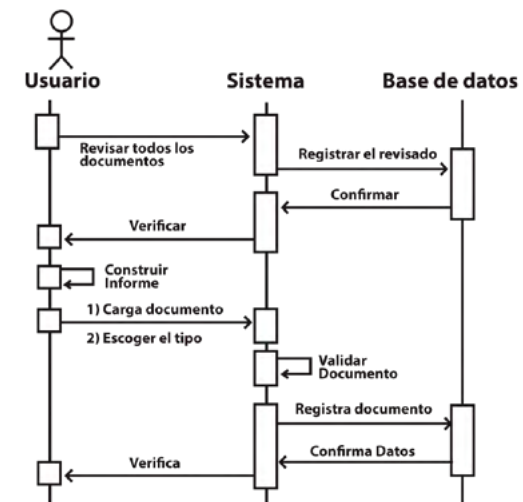 Usuario
Sistema
Base de datos
Revisar todos los
documentos
Registrar el revisado
Confirmar
Verificar
Construir
Informe
1) Carga documento
2) Escoger el tipo
Validar
Documento
Registra documento
Confirma Datos
Verifica